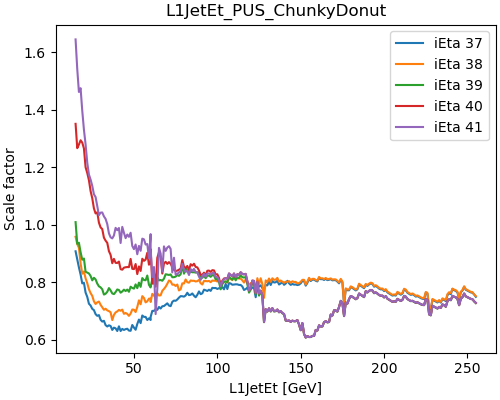 L1JetEt_PUS_ChunkyDonut
iEta 37
iEta 38
iEta 39
iEta 40
iEta 41
Scale factor
1.6
1.4
1.2
1.0
0.8
0.6
50
100
150
200
250
L1JetEt [GeV]